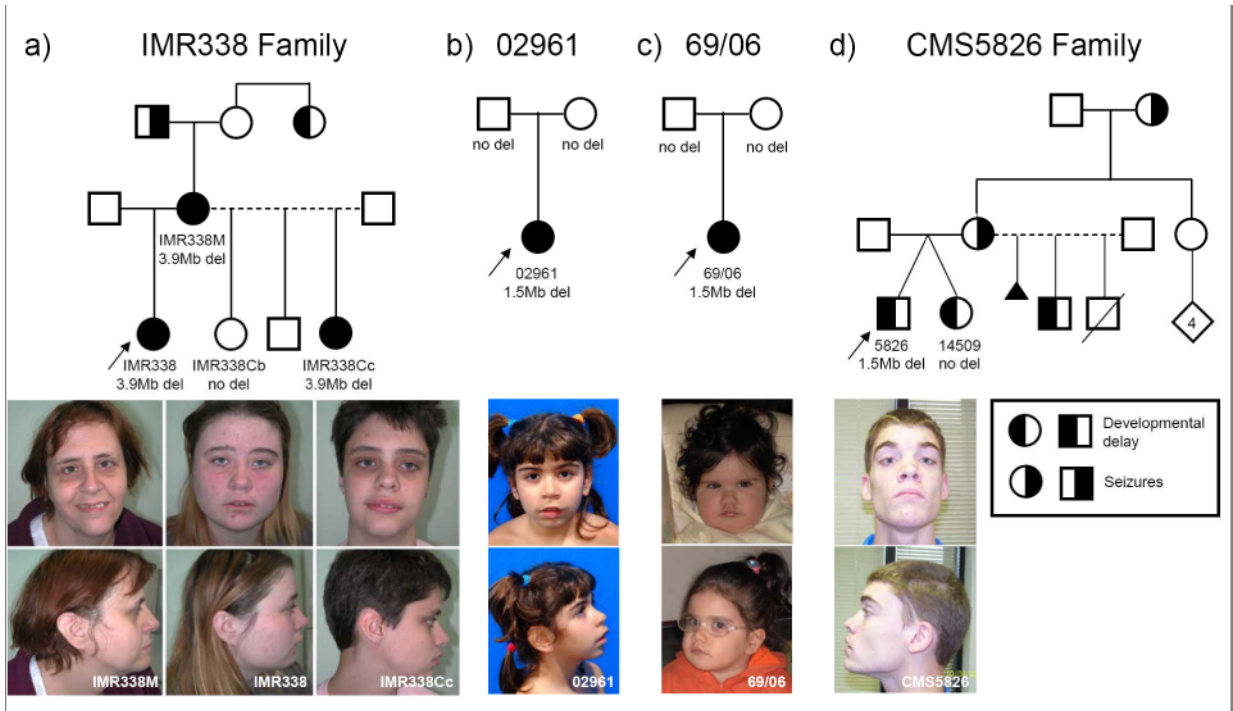 a) IMR338 Family
b) 02961
c) 69/06
d) CMS5826 Family
no del
no del
no del
no del
IMR338M
3.9Mb del
02961
1.5Mb del
69/06
1.5Mb del
5826
1.5Mb del
14509
no del
4
IMR338
3.9Mb del
IMR338Cb
no del
IMR338Cc
3.9Mb del
Developmental
delay
Seizures
IMR338M
IMR338
IMR338Cc
02961
69/06
CMS5826